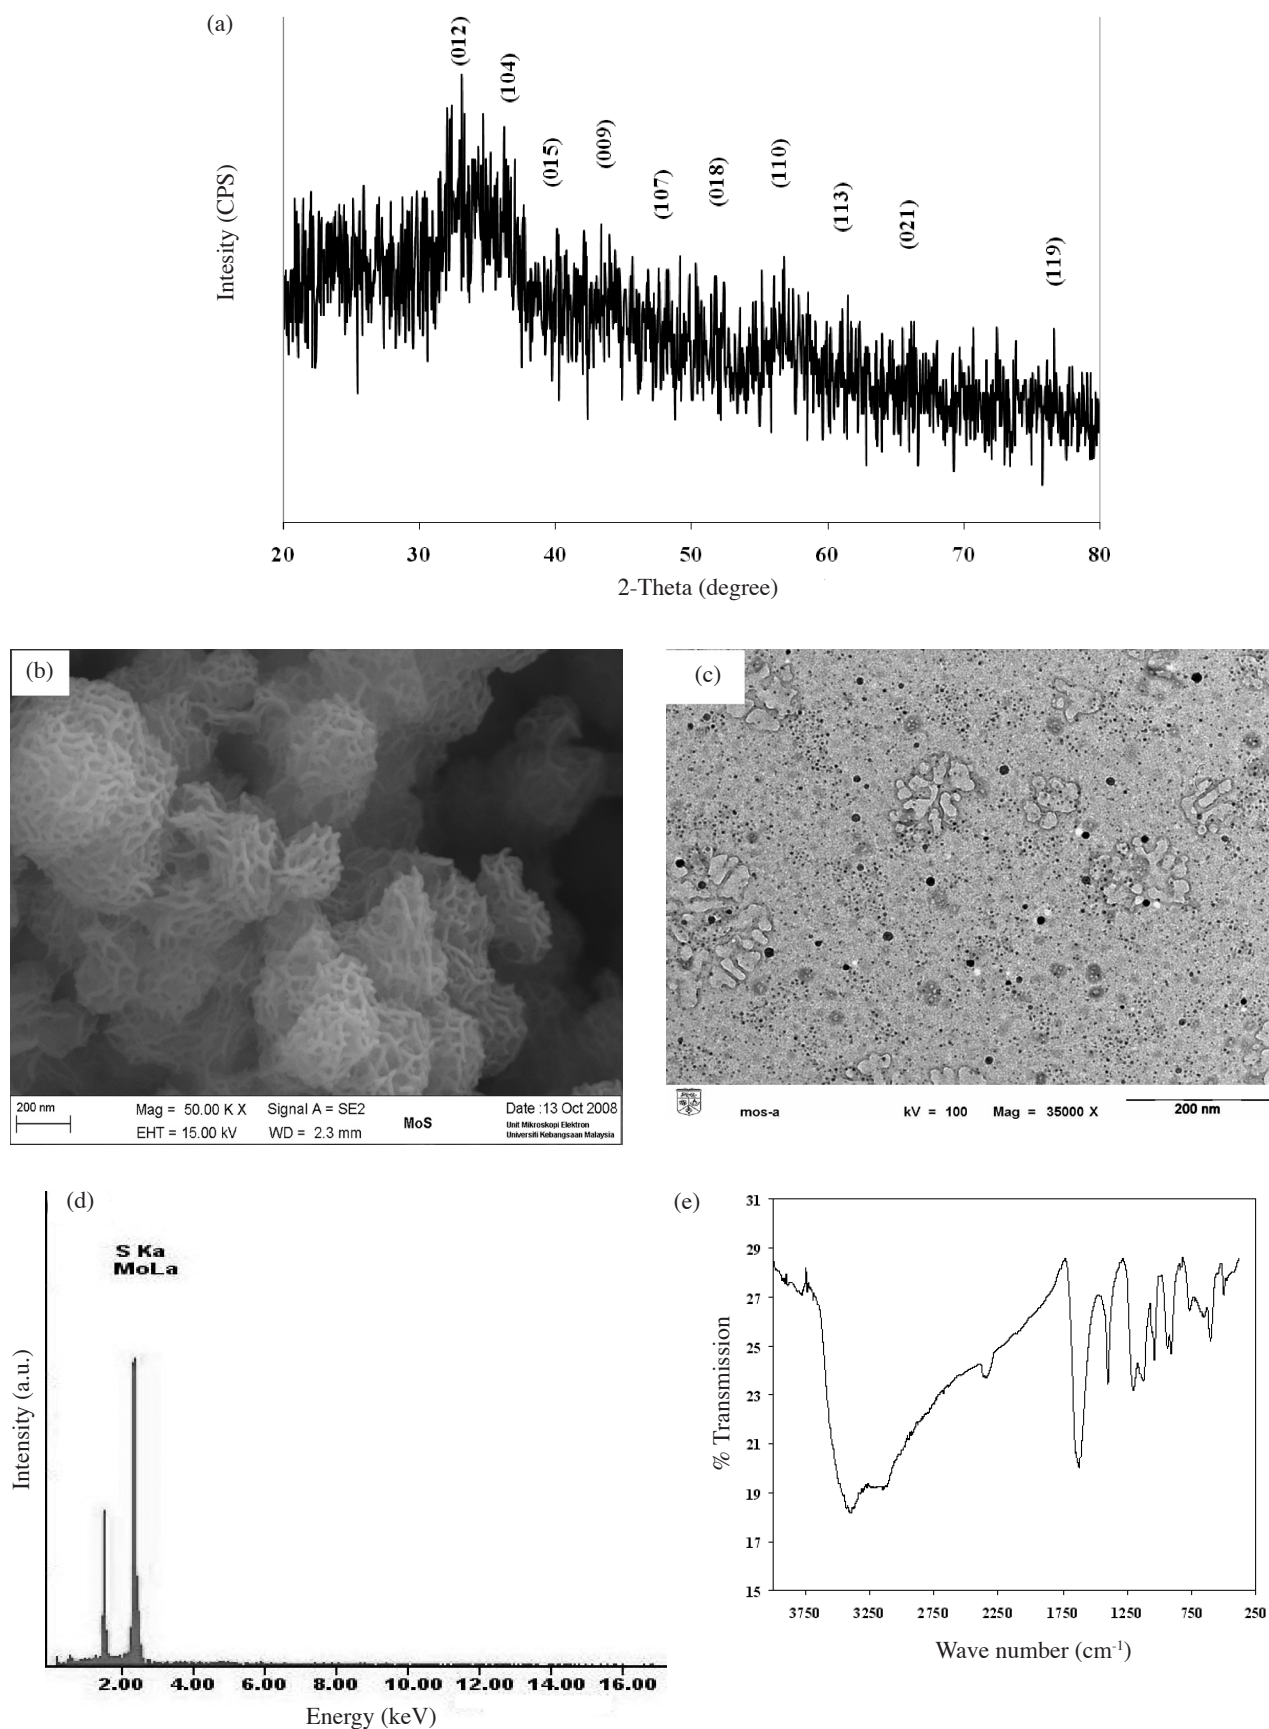 (a)
(012)
(104)
(015)
(009)
(107)
(018)
(110)
(113)
(021)
(119)
Intesity (CPS)
20 30 40 50 60 70 80
2-Theta (degree)
(b)
200 nm
Mag = 50.00 K X Signal A = SE2
EHT = 15.00 kV WD = 2.3 mm
MoS
Date :13 Oct 2008
Unit Mikroskopi Elektron
Universiti Kebangsaan Malaysia
(c)
mos-a kV = 100 Mag = 35000 X 200 nm
(d)
S Ka
MoLa
Intensity (a.u.)
2.00 4.00 6.00 8.00 10.00 12.00 14.00 16.00
Energy (keV)
(e)
31
29
27
25
23
21
19
17
15
% Transmission
3750 3250 2750 2250 1750 1250 750 250
Wave number (cm⁻¹)